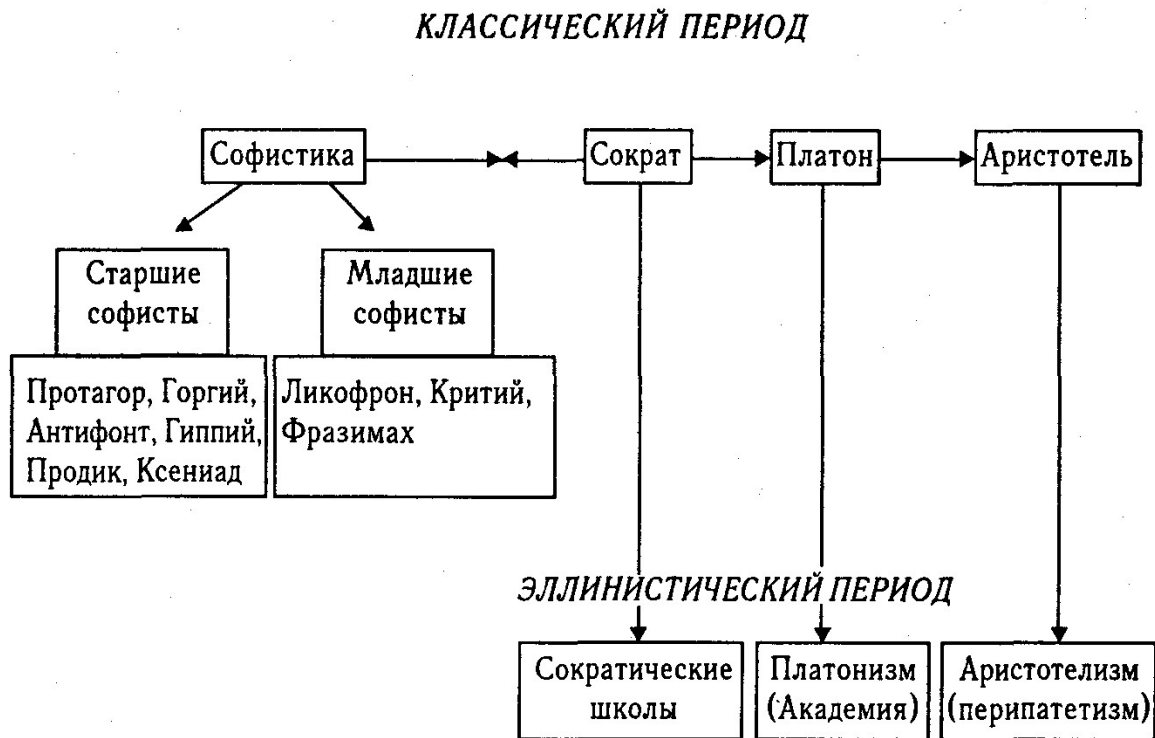 КЛАССИЧЕСКИЙ ПЕРИОД
Софистика
Сократ
Платон
Аристотель
Старшие
софисты
Младшие
софисты
Протагор, Горгий,
Антифонт, Гиппий,
Продик, Ксениад
Ликофрон, Критий,
Фразимах
ЭЛЛИНИСТИЧЕСКИЙ ПЕРИОД
Сократические
школы
Платонизм
(Академия)
Аристотелизм
(перипатетизм)